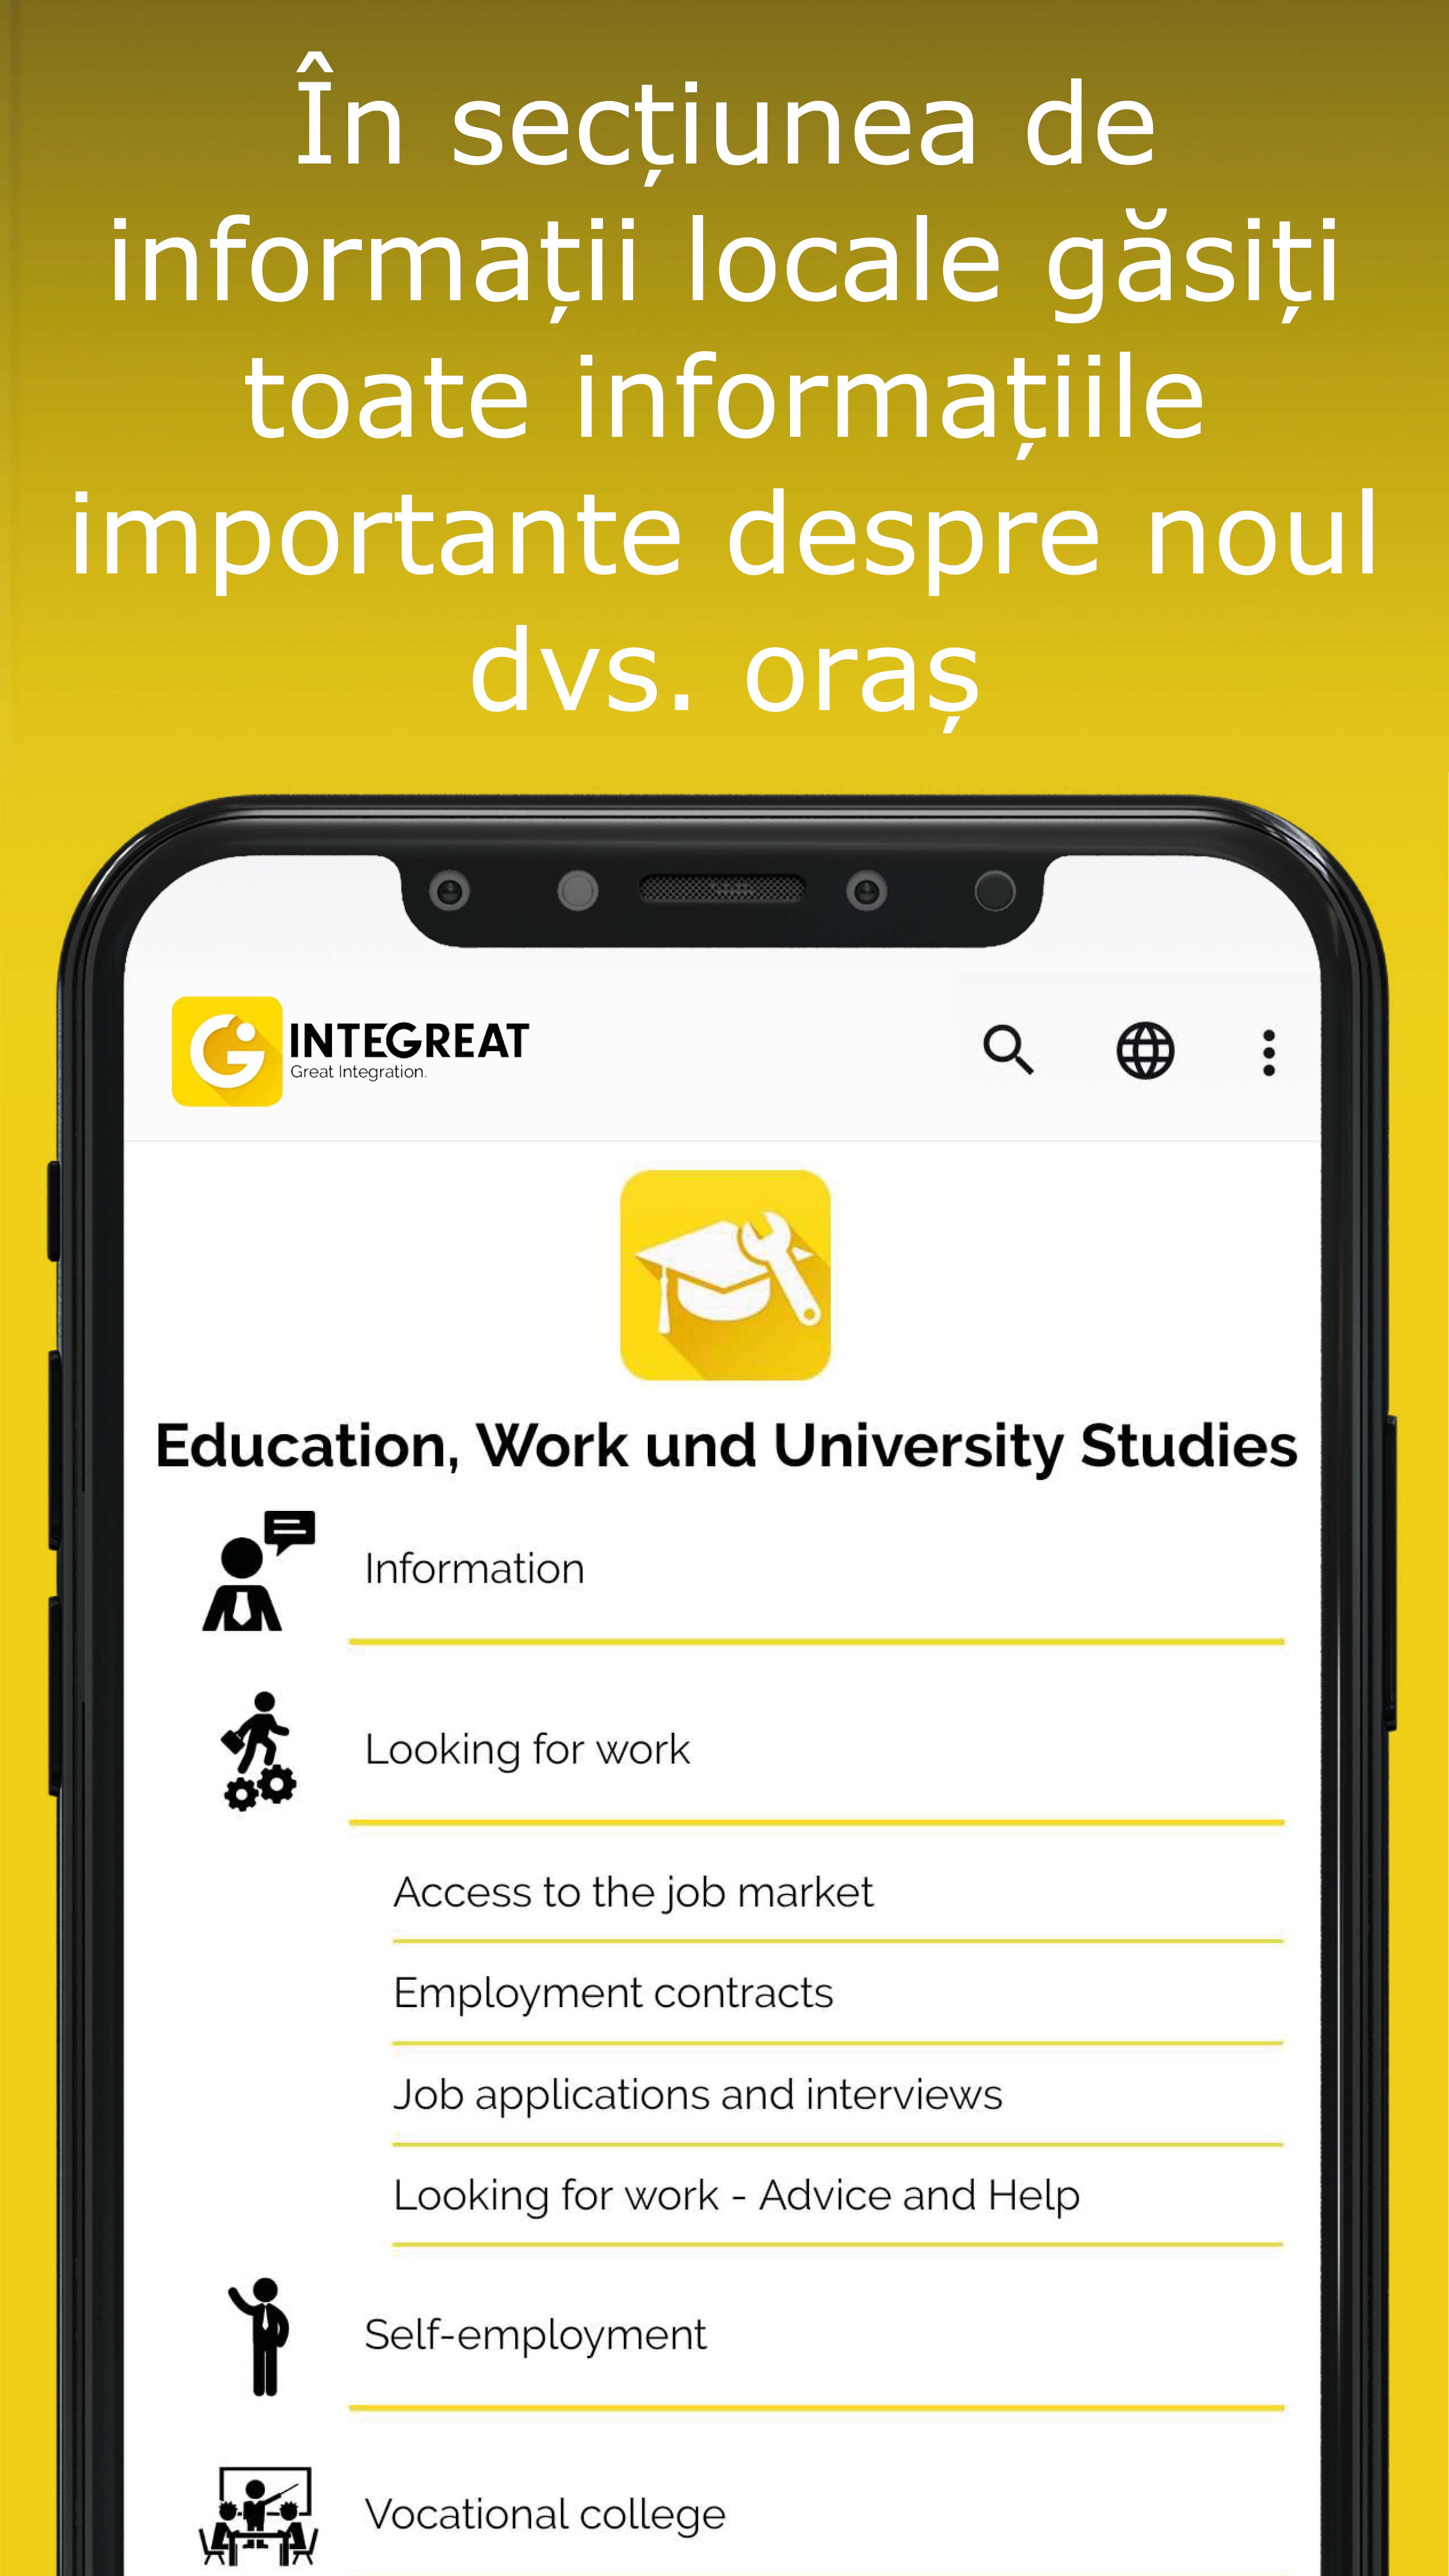 În secțiunea de
informații locale găsiți
toate informațiile
importante despre noul
dvs. oraș
INTEGREAT
Great Integration.
Education, Work und University Studies
Information
Looking for work
Access to the job market
Employment contracts
Job applications and interviews
Looking for work - Advice and Help
Self-employment
Vocational college